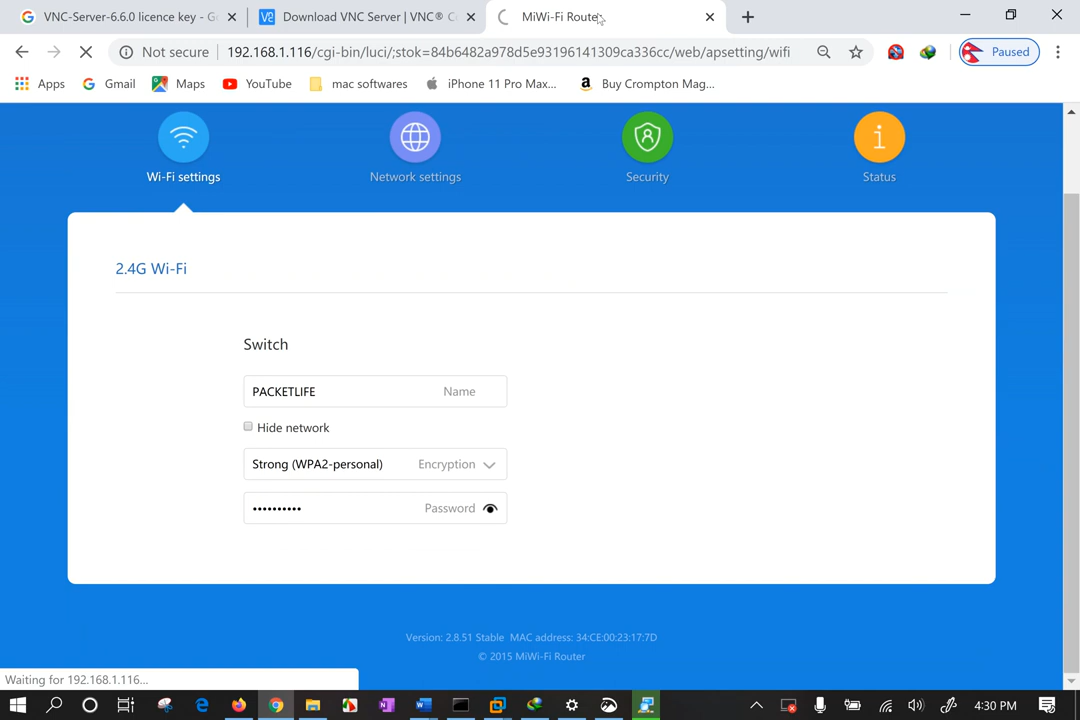 VNC-Server-6.6.0 licence key - G
Download VNC Server | VNC® C
MiWi-Fi Router
Not secure
192.168.1.116/cgi-bin/luci/;stok=84b6482a978d5e93196141309ca336cc/web/apsetting/wifi
Paused
Apps
Gmail
Maps
YouTube
mac softwares
iPhone 11 Pro Max...
Buy Crompton Mag...
Wi-Fi settings
Network settings
Security
Status
2.4G Wi-Fi
Switch
PACKETLIFE Name
Hide network
Strong (WPA2-personal) Encryption
•••••••••• Password
Version: 2.8.51 Stable MAC address: 34:CE:00:23:17:7D
© 2015 MiWi-Fi Router
Waiting for 192.168.1.116...
4:30 PM